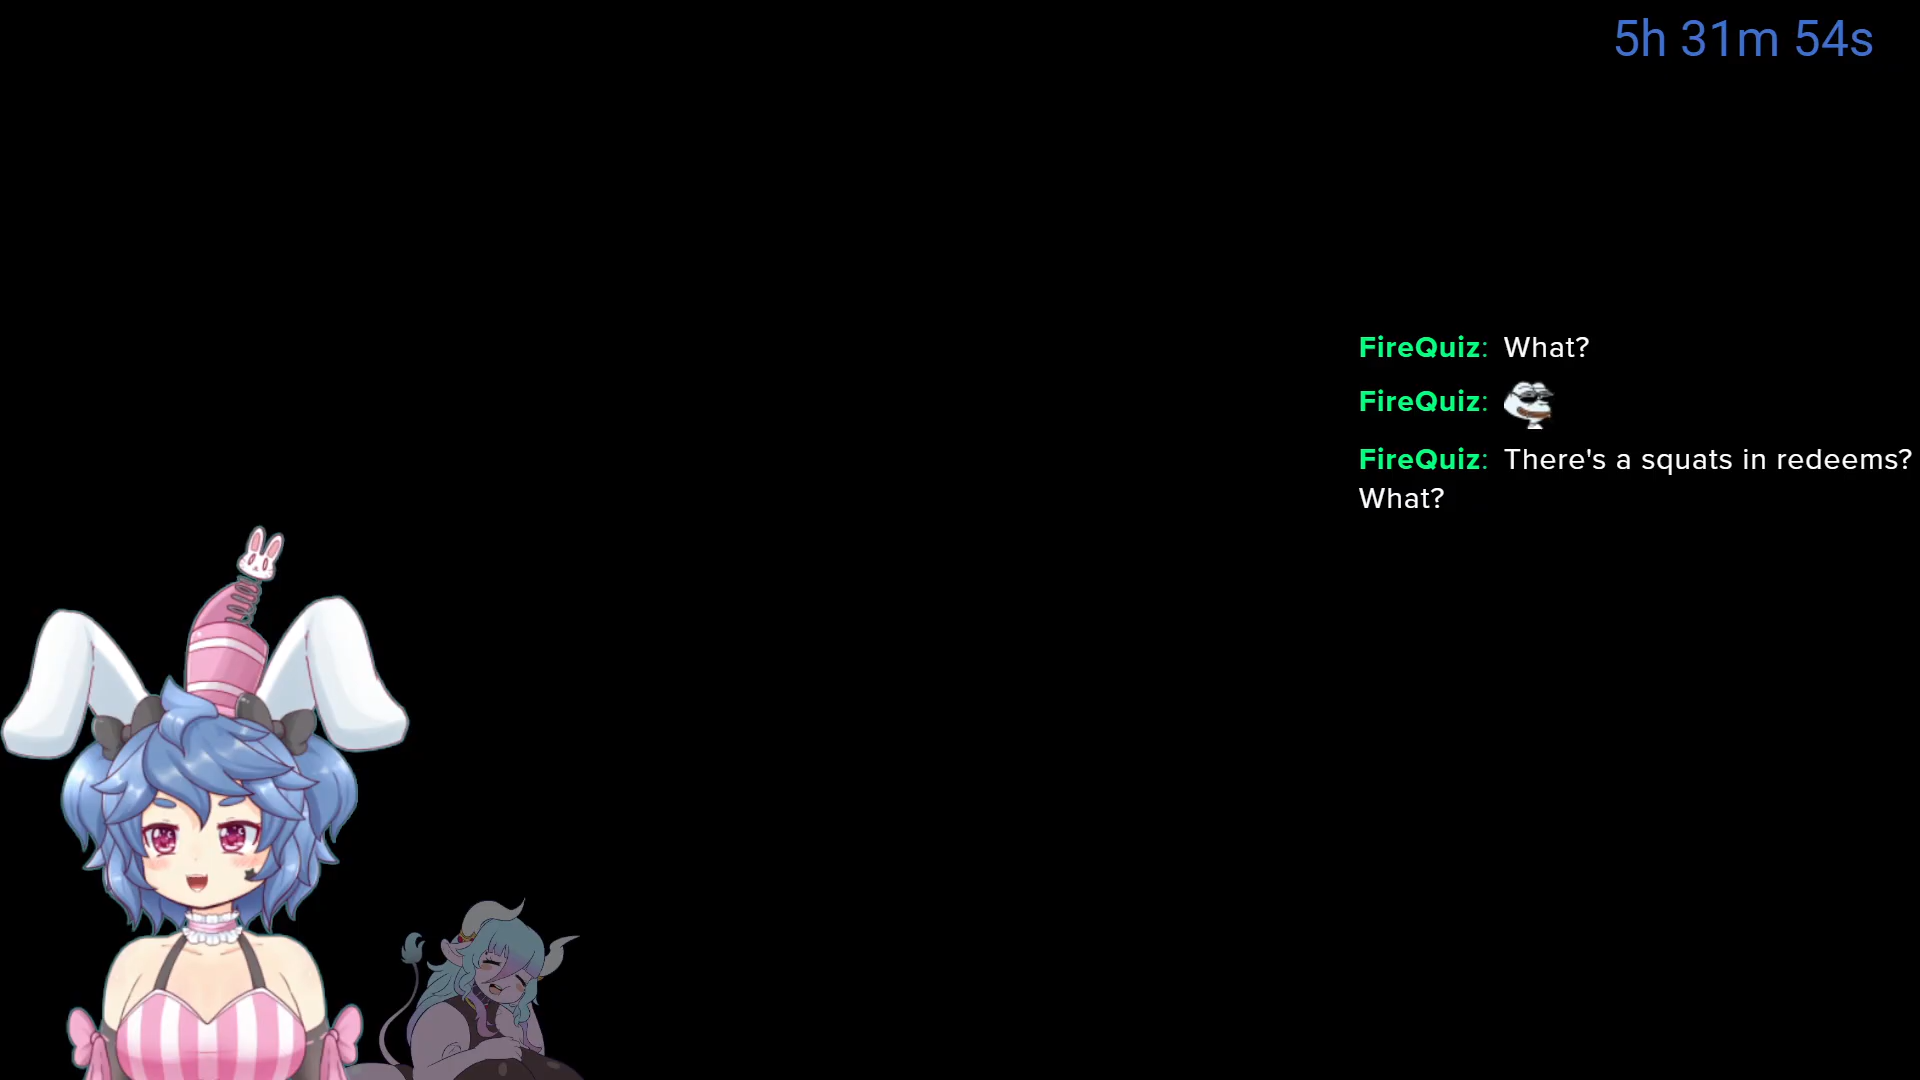 5h 31m 54s
FireQuiz: What?
FireQuiz:
FireQuiz: There's a squats in redeems?
What?